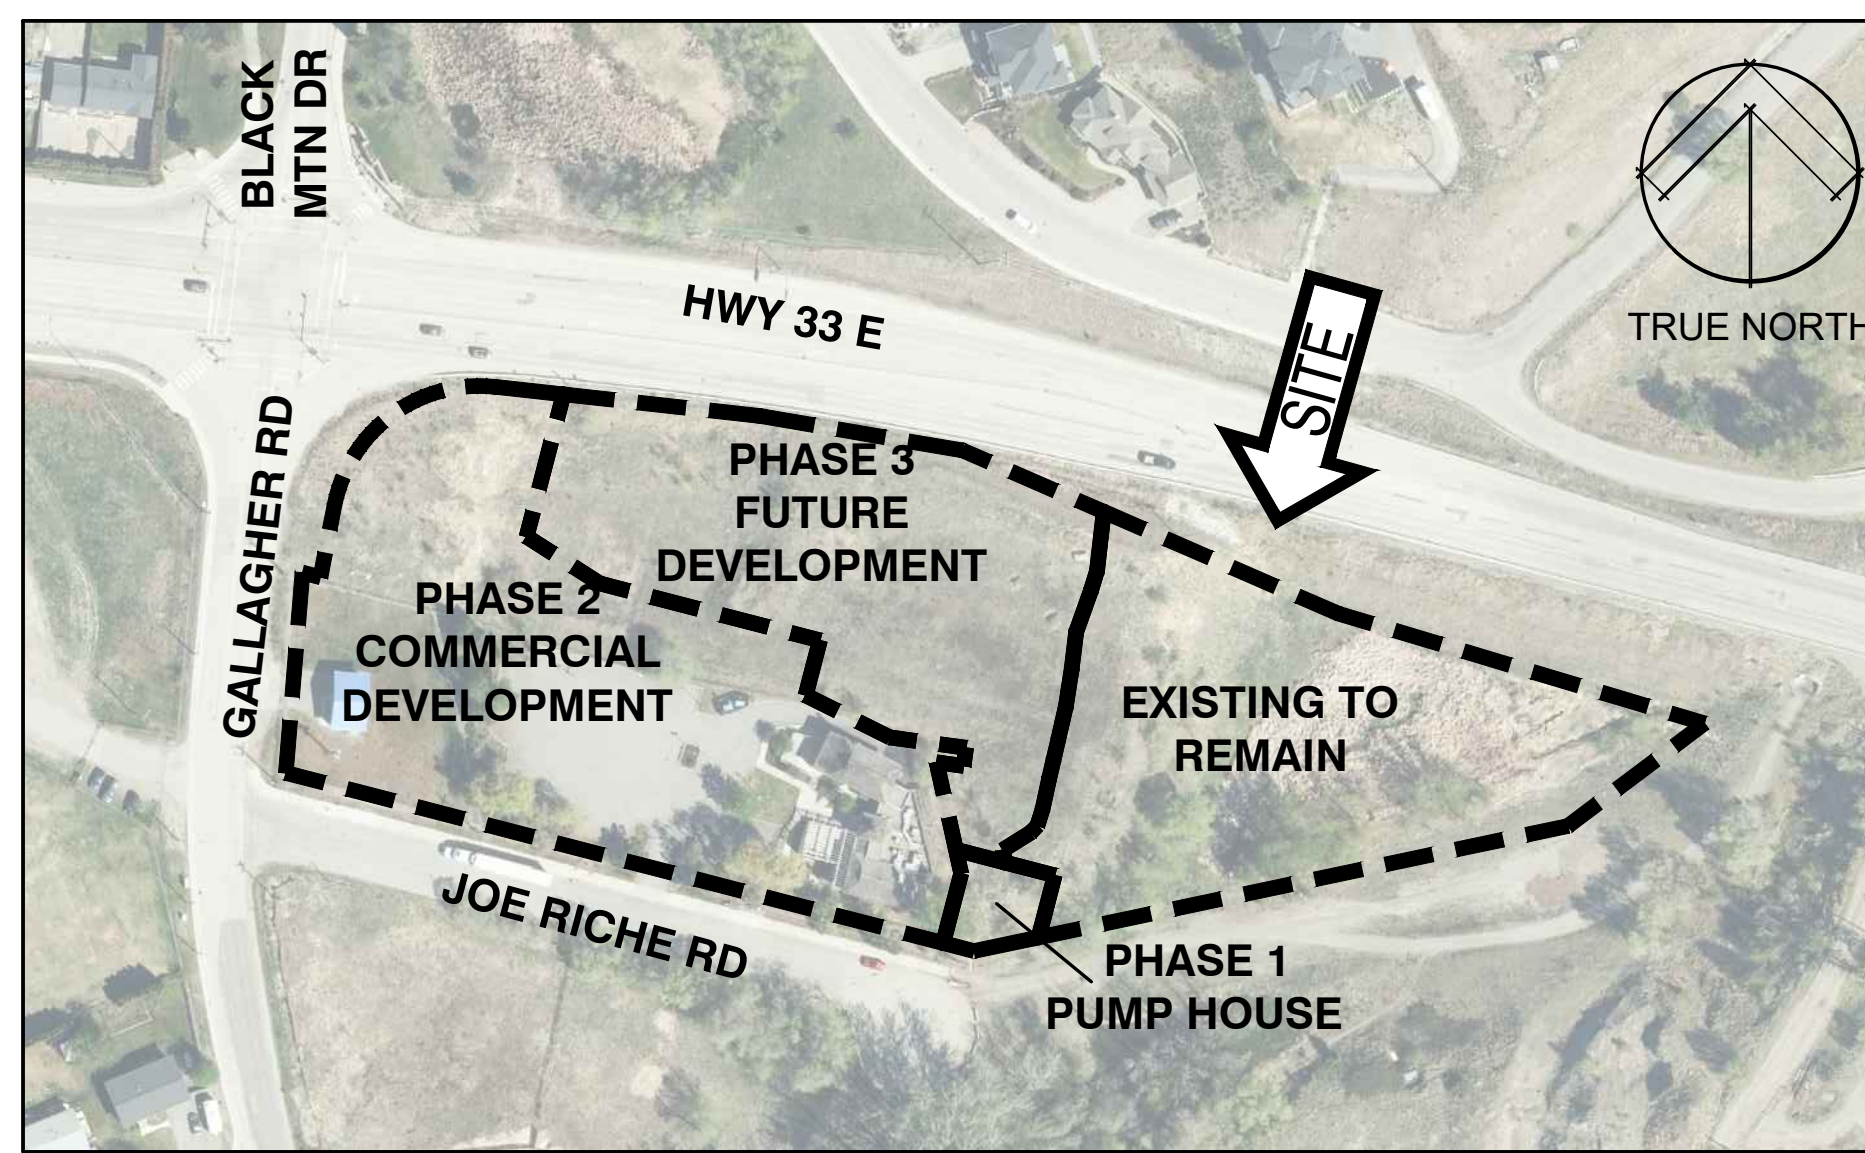 BLACK
MTN DR
HWY 33 E
SITE
TRUE NORTH
GALLAGHER RD
PHASE 3
FUTURE
DEVELOPMENT
PHASE 2
COMMERCIAL
DEVELOPMENT
EXISTING TO
REMAIN
JOE RICHE RD
PHASE 1
PUMP HOUSE